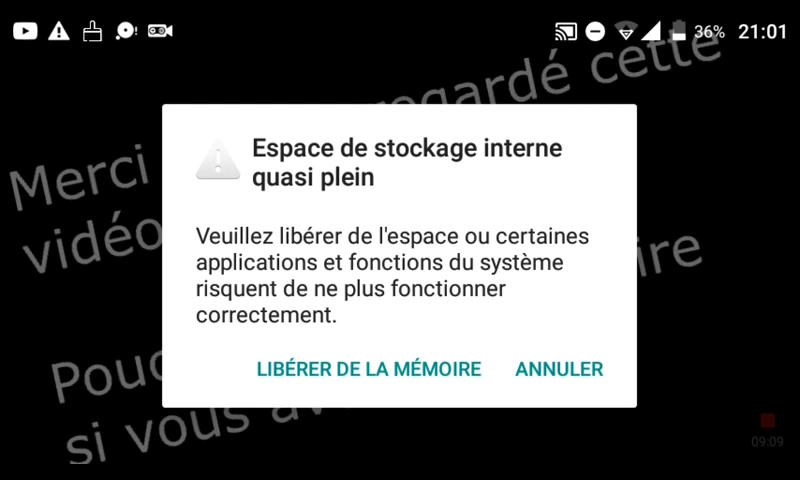 36% 21:01
Merci regardé cette
vidéo ire
Espace de stockage interne
quasi plein
Veuillez libérer de l'espace ou certaines
applications et fonctions du système
risquent de ne plus fonctionner
correctement.
LIBÉRER DE LA MÉMOIRE ANNULER
Pouc
si vous av
09:09